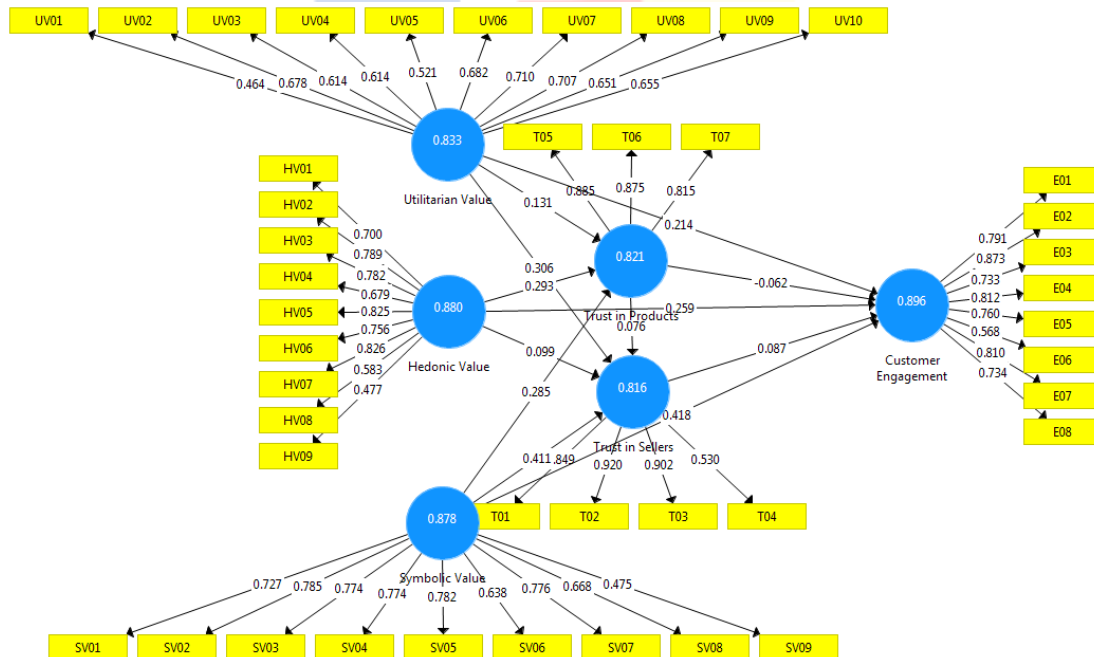 UV01 UV02 UV03 UV04 UV05 UV06 UV07 UV08 UV09 UV10
0.464 0.678 0.614 0.614 0.521 0.682 0.710 0.707 0.651 0.655
0.833
Utilitarian Value
T05 T06 T07
0.885 0.875 0.815
HV01
HV02
HV03
HV04
HV05
HV06
HV07
HV08
HV09
0.700
0.789
0.782
0.679
0.825
0.756
0.826
0.583
0.477
0.880
Hedonic Value
0.131
0.214
0.306
0.293
0.821
Trust in Products
-0.062
0.259
0.076
0.099
0.285
0.816
Trust in Sellers
0.087
0.418
0.411
.849
0.920
0.902
0.530
T01 T02 T03 T04
0.896
Customer
Engagement
0.791
0.873
0.733
0.812
0.760
0.568
0.810
0.734
E01
E02
E03
E04
E05
E06
E07
E08
0.878
Symbolic Value
0.727 0.785 0.774 0.774 0.782 0.638 0.776 0.668 0.475
SV01 SV02 SV03 SV04 SV05 SV06 SV07 SV08 SV09